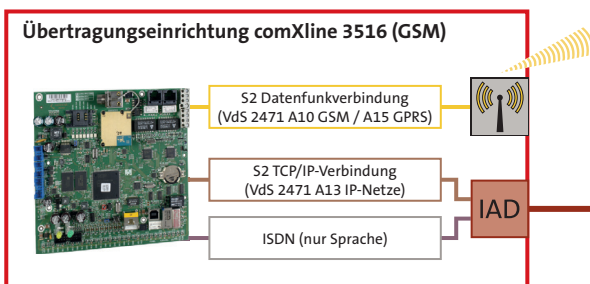 Übertragungseinrichtung comXline 3516 (GSM)
S2 Datenfunkverbindung
(VdS 2471 A10 GSM / A15 GPRS)
S2 TCP/IP-Verbindung
(VdS 2471 A13 IP-Netze)
IAD
ISDN (nur Sprache)